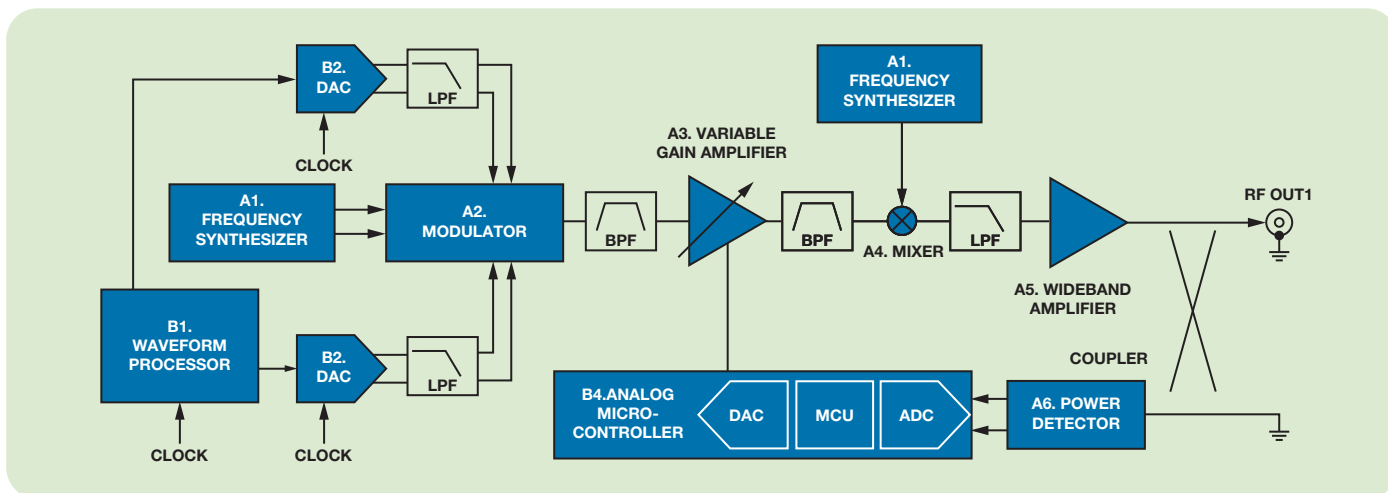 B2.
DAC
LPF
CLOCK
A1.
FREQUENCY
SYNTHESIZER
A3. VARIABLE
GAIN AMPLIFIER
A1.
FREQUENCY
SYNTHESIZER
A2.
MODULATOR
BPF
BPF
A4. MIXER
LPF
RF OUT1
A5. WIDEBAND
AMPLIFIER
B1.
WAVEFORM
PROCESSOR
B2.
DAC
LPF
COUPLER
B4.ANALOG
MICRO-
CONTROLLER
DAC
MCU
ADC
A6. POWER
DETECTOR
CLOCK
CLOCK